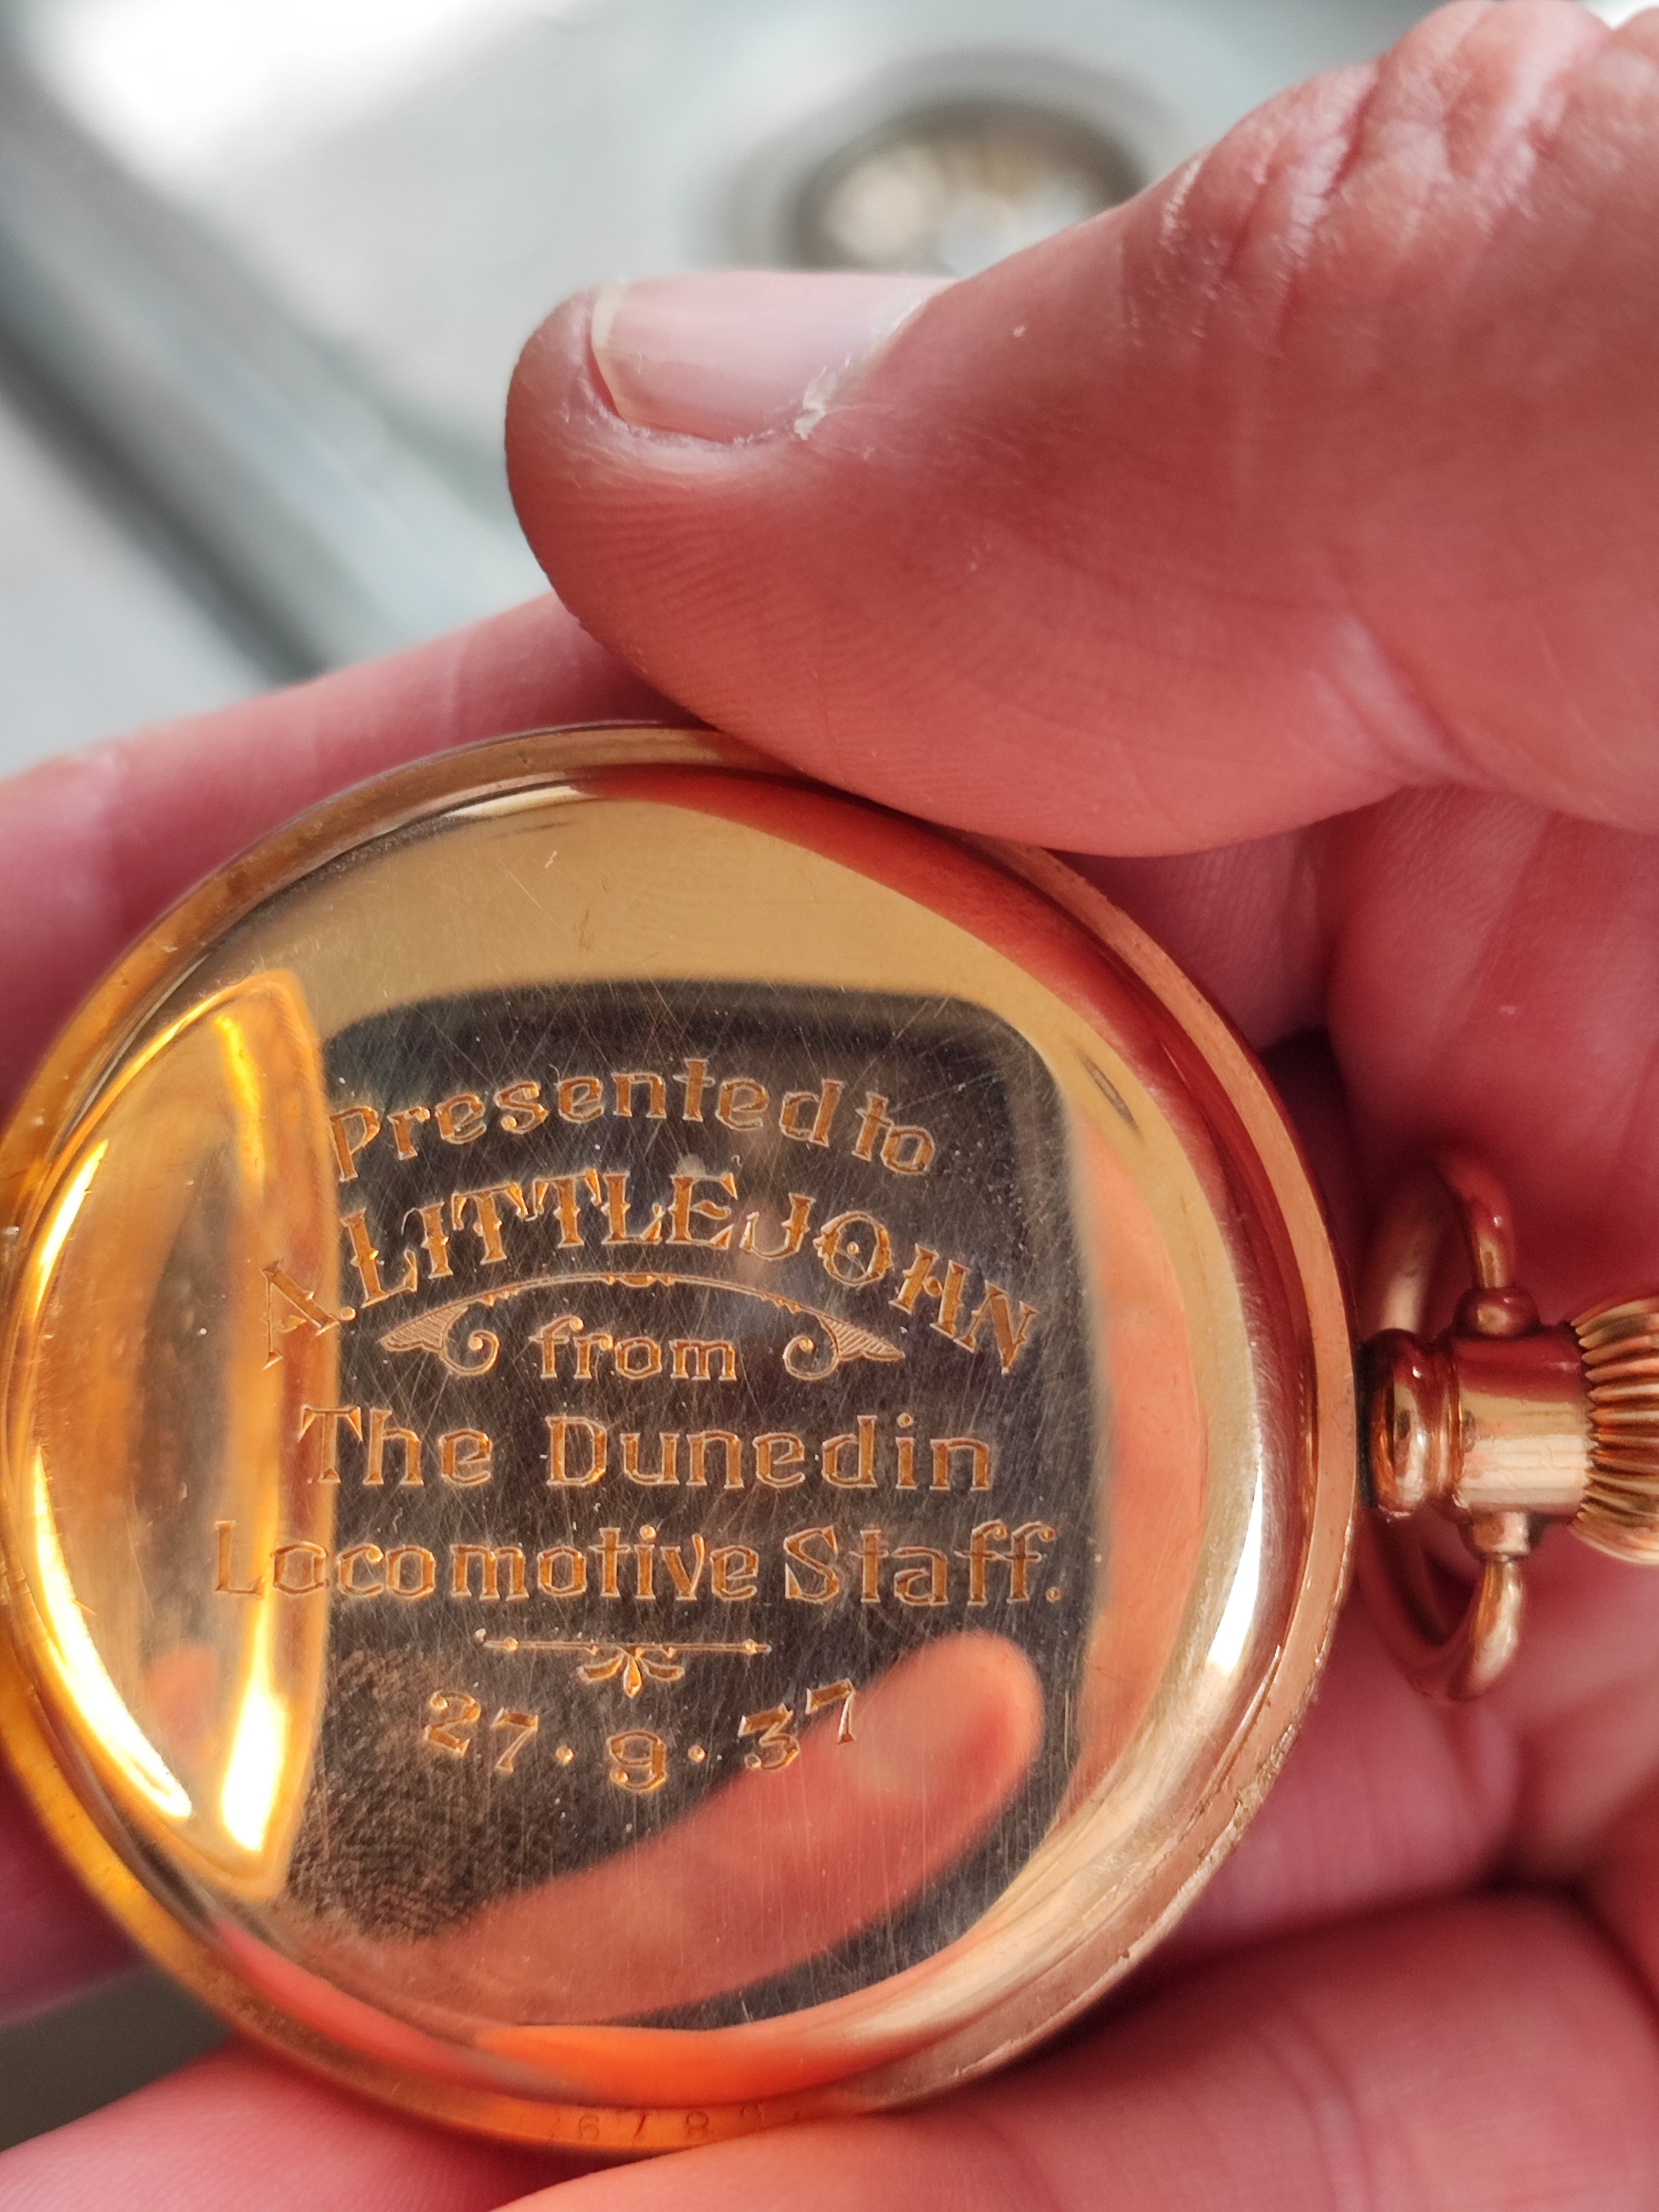 Presented to
A. LITTLEJOHN
from
The Dunedin
Locomotive Staff.
27·9·37